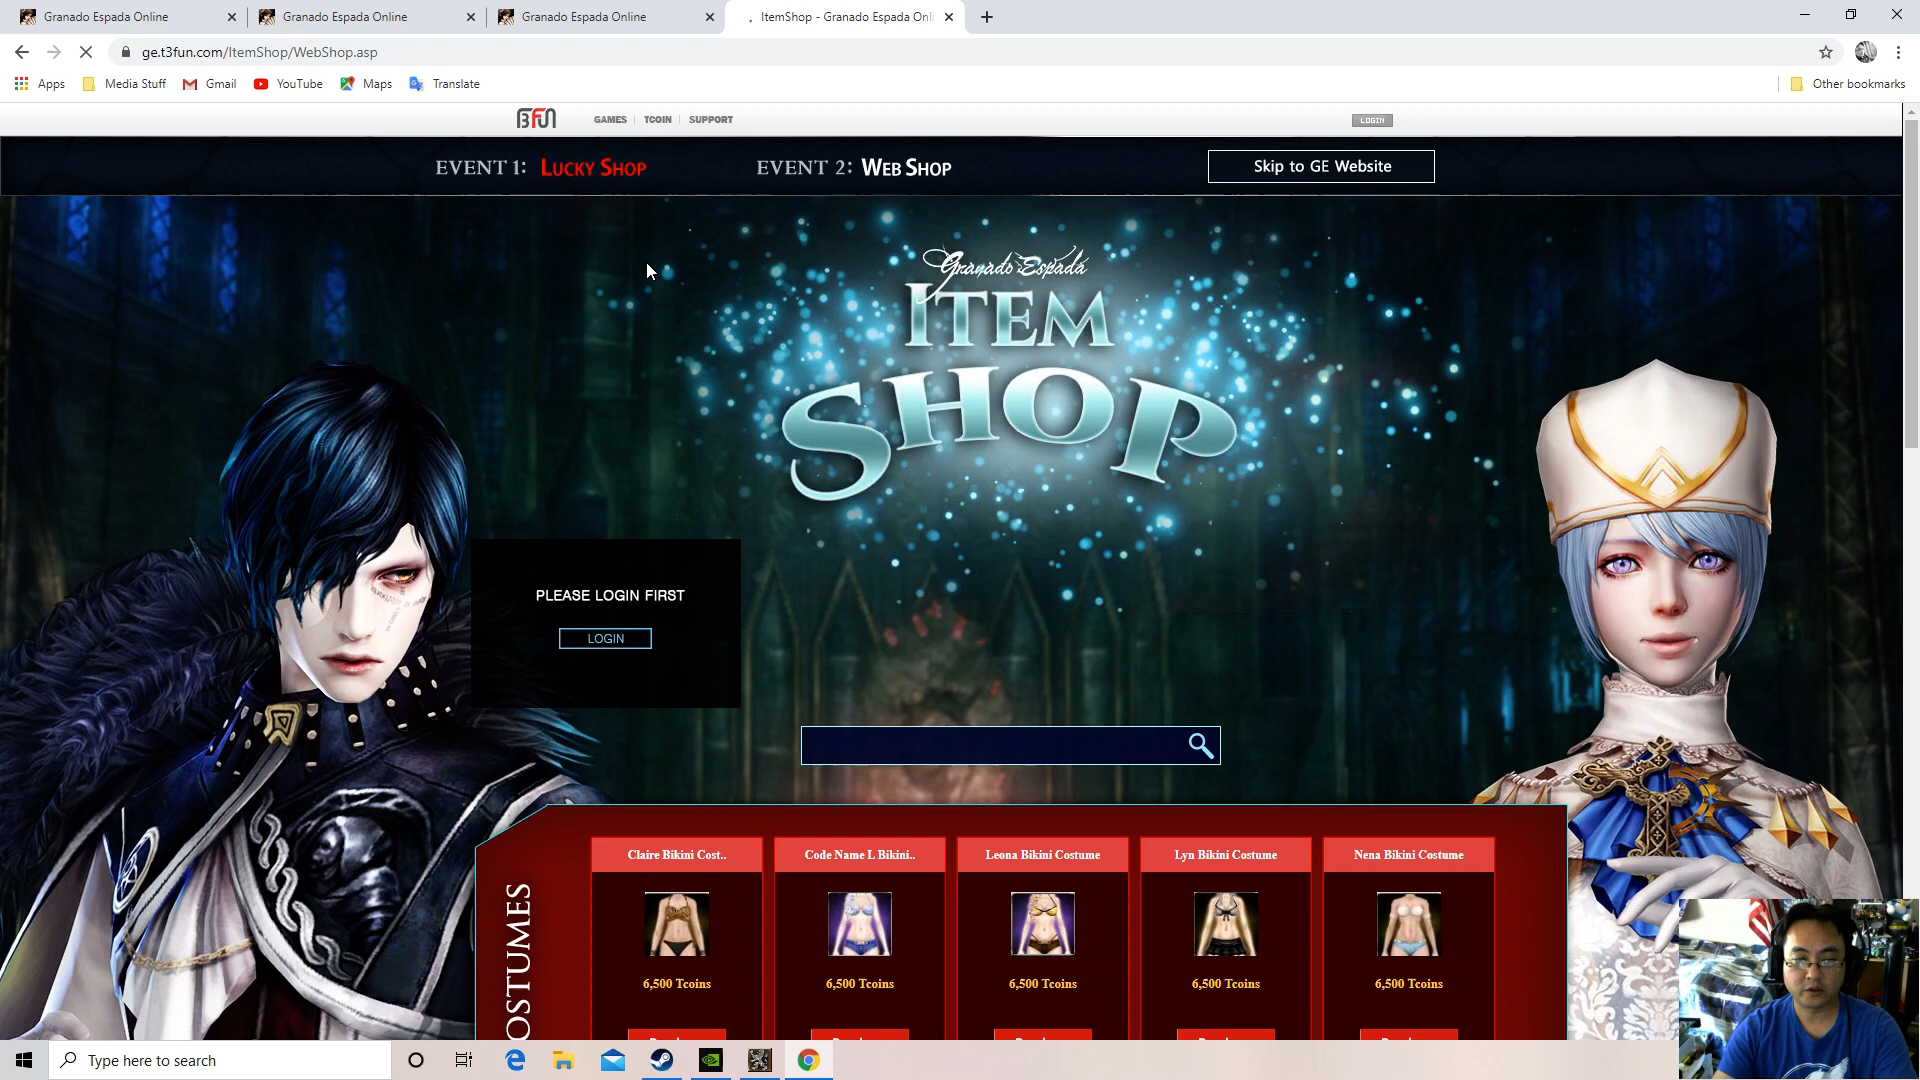 Granado Espada Online
Granado Espada Online
Granado Espada Online
ItemShop - Granado Espada Onli
ge.t3fun.com/ItemShop/WebShop.asp
Apps
Media Stuff
Gmail
YouTube
Maps
Translate
Other bookmarks
T3FUN
GAMES
TCOIN
SUPPORT
LOGIN
EVENT 1: LUCKY SHOP
EVENT 2: WEB SHOP
Skip to GE Website
Granado Espada
ITEM
SHOP
PLEASE LOGIN FIRST
LOGIN
Claire Bikini Cost..
Code Name L Bikini..
Leona Bikini Costume
Lyn Bikini Costume
Nena Bikini Costume
OSTUMES
6,500 Tcoins
6,500 Tcoins
6,500 Tcoins
6,500 Tcoins
6,500 Tcoins
Type here to search